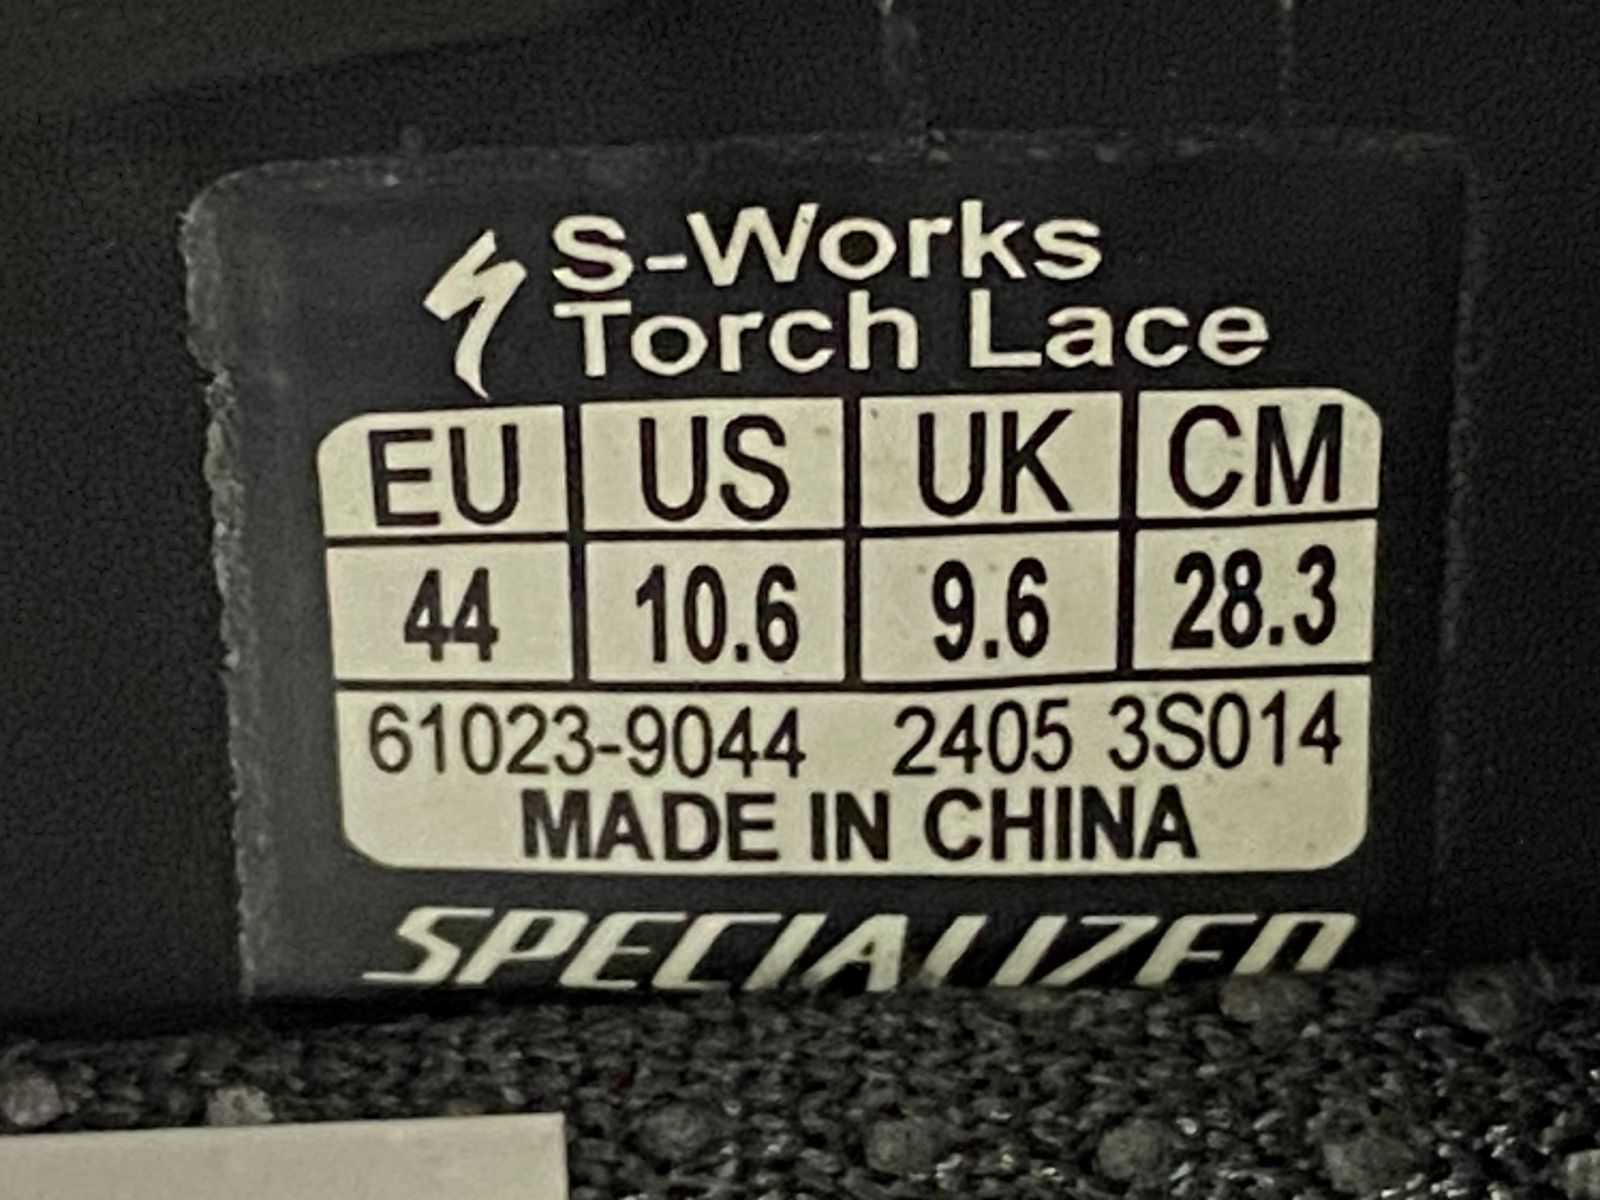 S-Works
Torch Lace
EU US UK CM
44 10.6 9.6 28.3
61023-9044 2405 3S014
MADE IN CHINA
SPECIALIZED